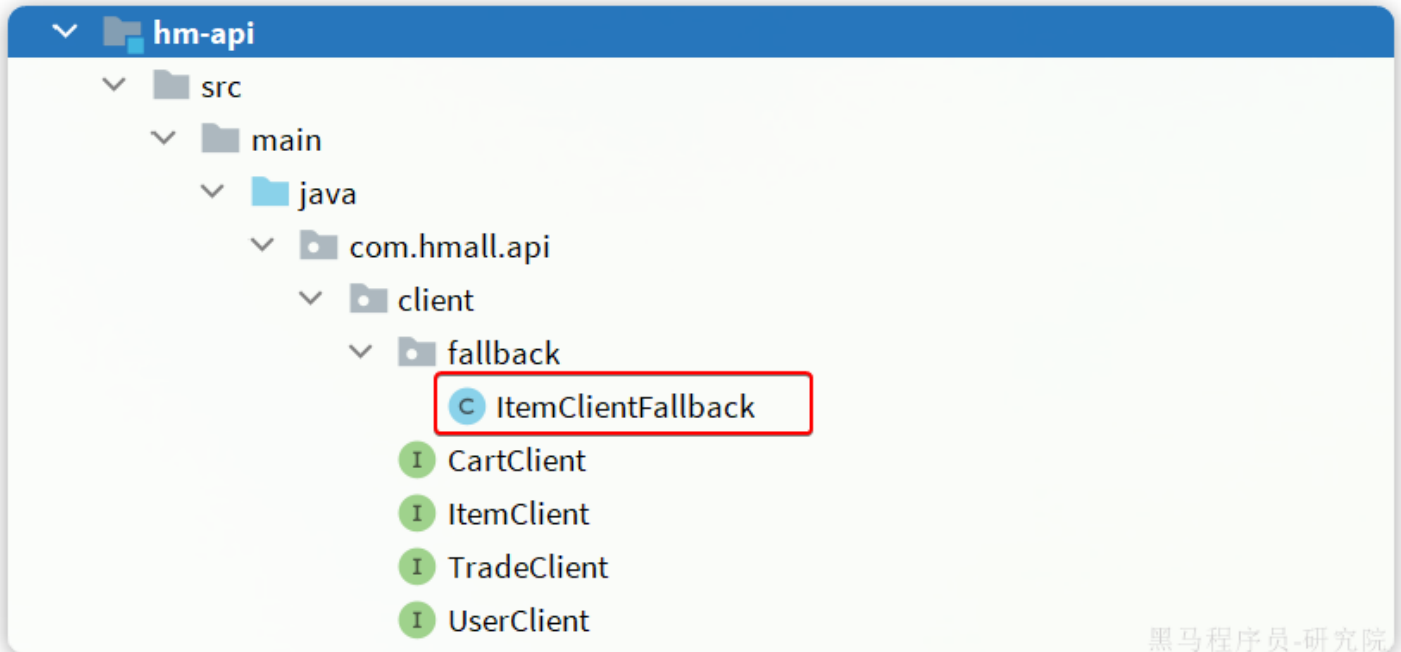 hm-api
src
main
java
com.hmall.api
client
fallback
C ItemClientFallback
I CartClient
I ItemClient
I TradeClient
I UserClient
黑马程序员-研究院